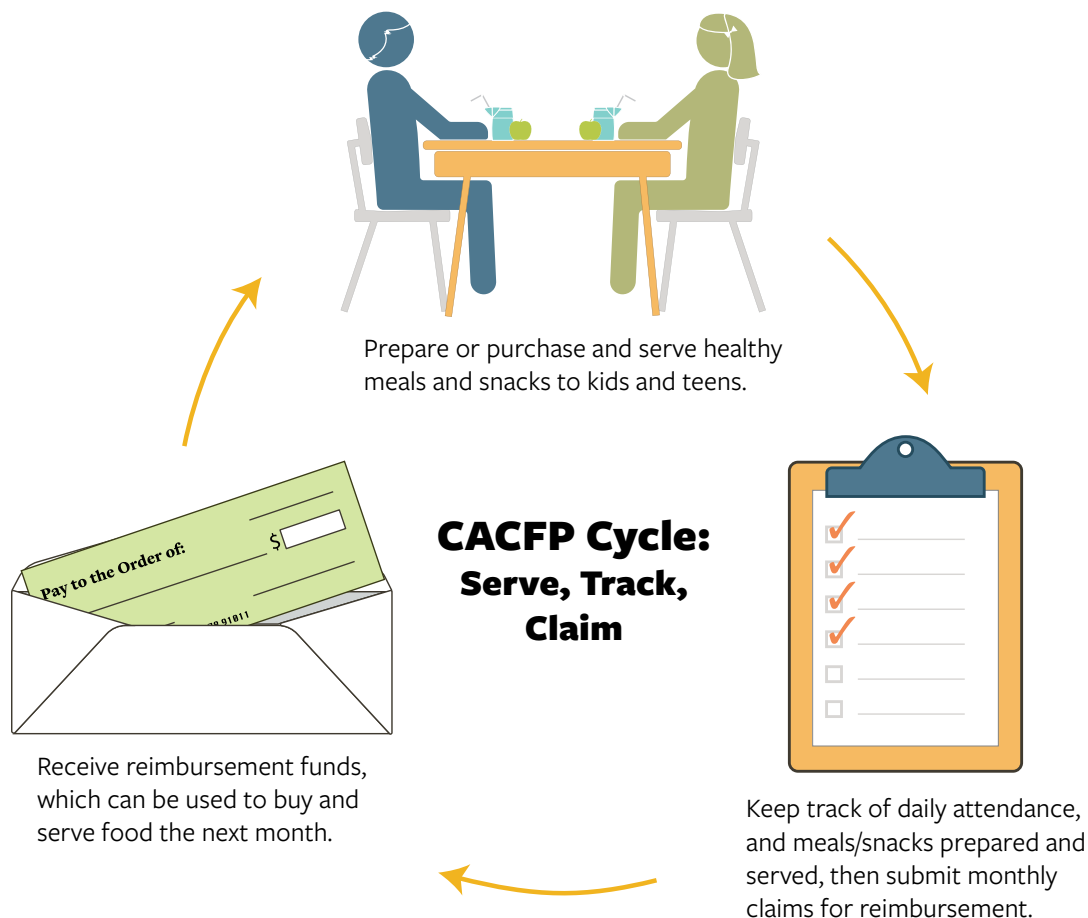 Prepare or purchase and serve healthy
meals and snacks to kids and teens.
CACFP Cycle:
Serve, Track,
Claim
Pay to the Order of:
$
91011
Receive reimbursement funds,
which can be used to buy and
serve food the next month.
Keep track of daily attendance,
and meals/snacks prepared and
served, then submit monthly
claims for reimbursement.